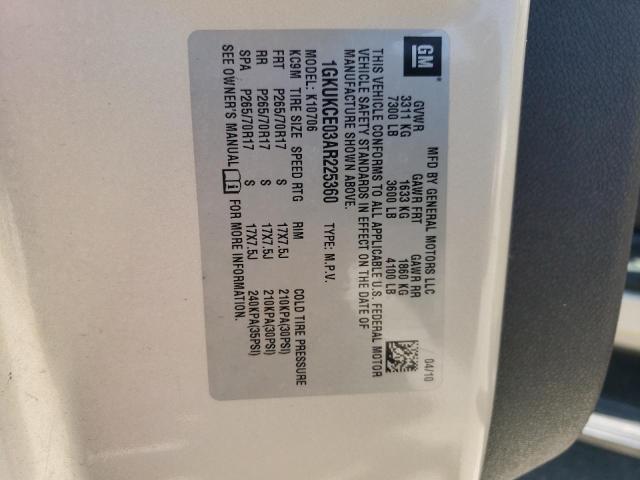 GM
MFD BY GENERAL MOTORS LLC 04/10
GVWR GAWR FRT GAWR RR
3311 KG 1633 KG 1860 KG
7300 LB 3600 LB 4100 LB
THIS VEHICLE CONFORMS TO ALL APPLICABLE U.S. FEDERAL MOTOR
VEHICLE SAFETY STANDARDS IN EFFECT ON THE DATE OF
MANUFACTURE SHOWN ABOVE.
1GKUKCE03AR225360 TYPE: M.P.V.
MODEL: K10706
KC9M TIRE SIZE SPEED RTG RIM COLD TIRE PRESSURE
FRT P265/70R17 S 17X7.5J 210KPA(30PSI)
RR P265/70R17 S 17X7.5J 210KPA(30PSI)
SPA P265/70R17 S 17X7.5J 240KPA(35PSI)
SEE OWNER'S MANUAL FOR MORE INFORMATION.